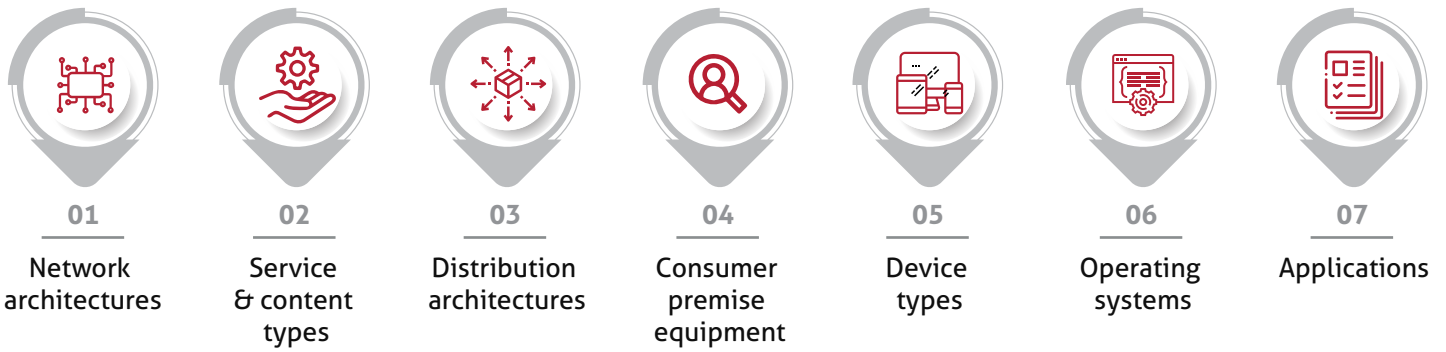 01
Network
architectures
02
Service
& content
types
03
Distribution
architectures
04
Consumer
premise
equipment
05
Device
types
06
Operating
systems
07
Applications